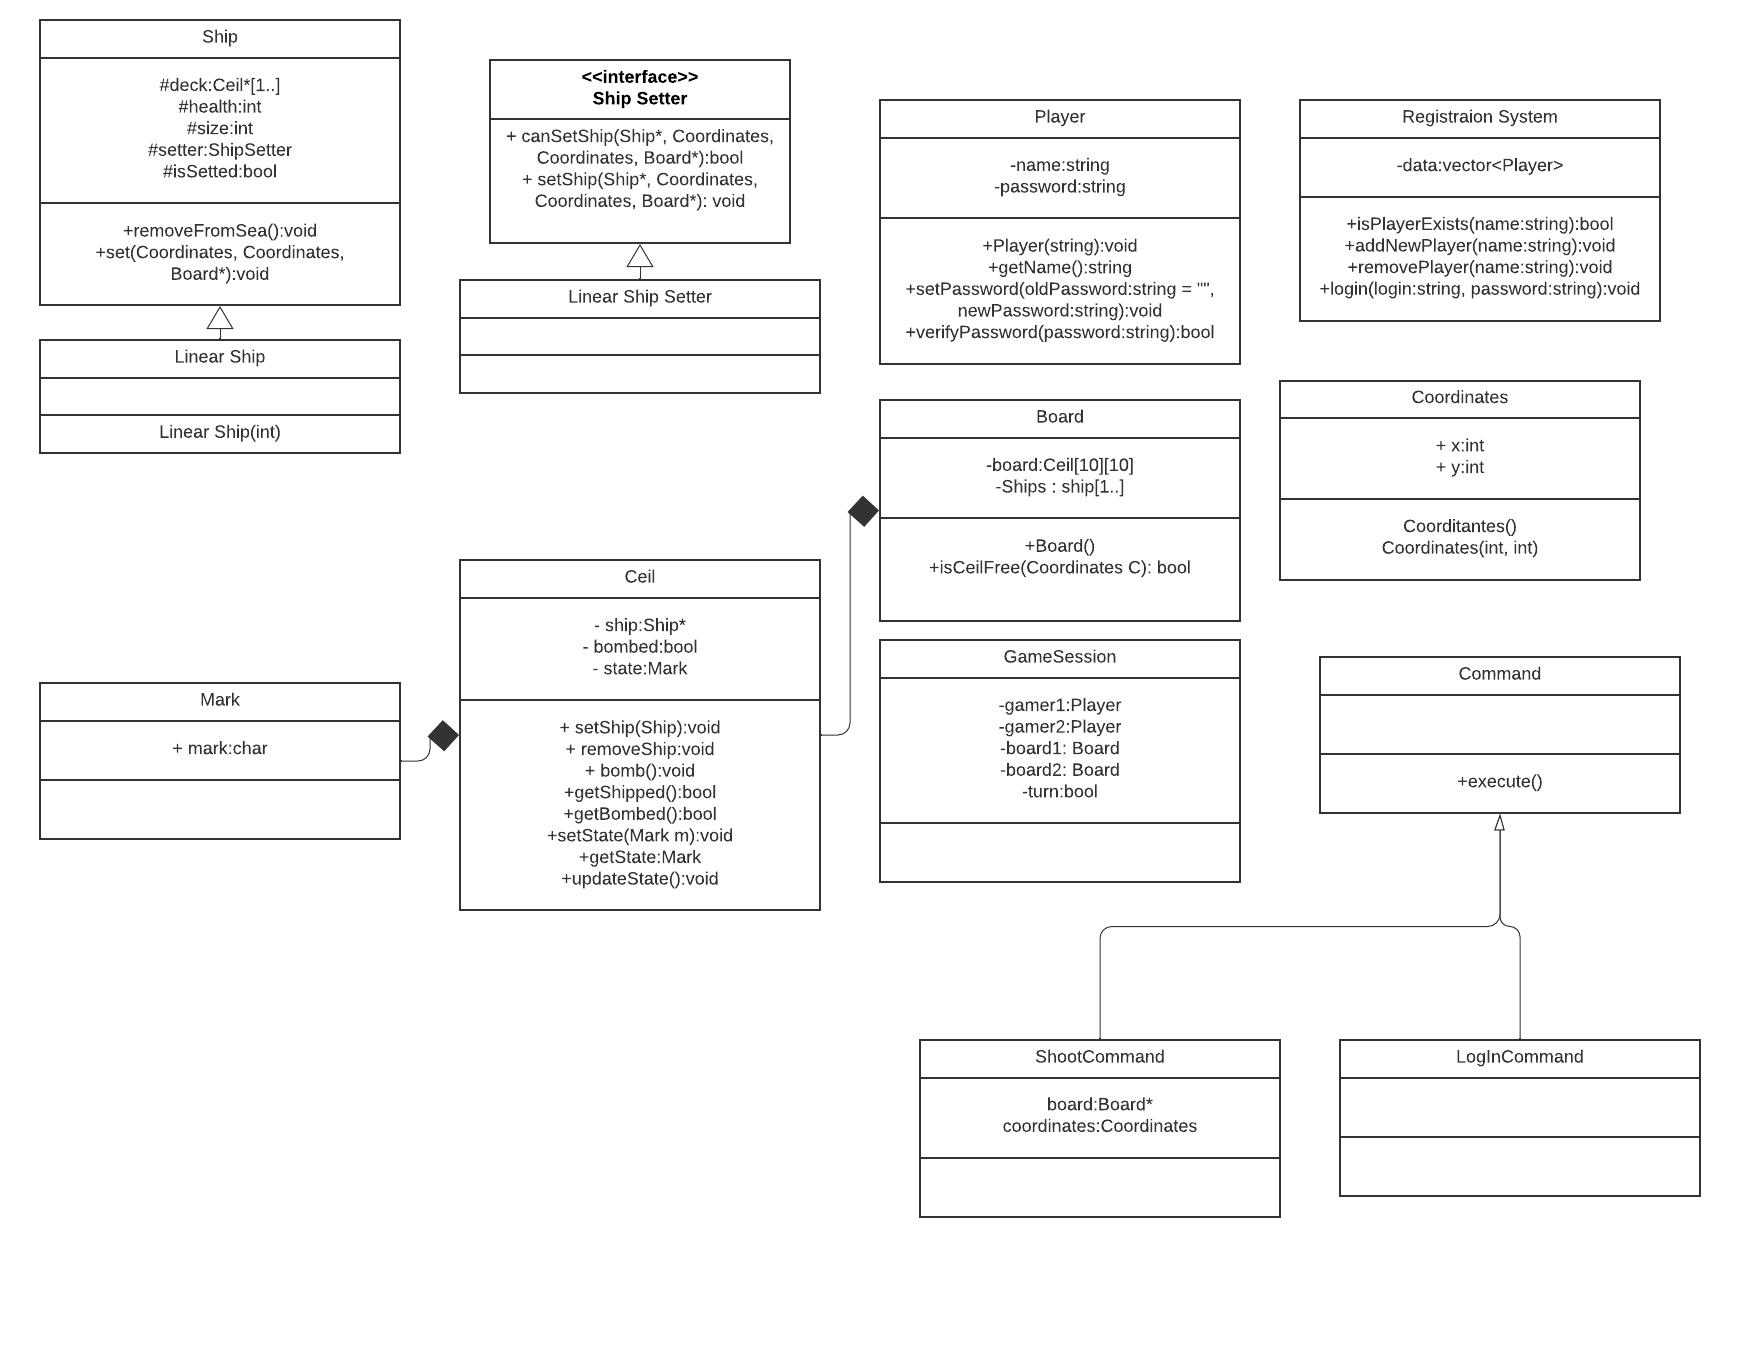 Ship
#deck:Ceil*[1..]
#health:int
#size:int
#setter:ShipSetter
#isSetted:bool
+removeFromSea():void
+set(Coordinates, Coordinates,
Board*):void
Linear Ship
Linear Ship(int)
<<interface>>
Ship Setter
+ canSetShip(Ship*, Coordinates,
Coordinates, Board*):bool
+ setShip(Ship*, Coordinates,
Coordinates, Board*): void
Linear Ship Setter
Player
-name:string
-password:string
+Player(string):void
+getName():string
+setPassword(oldPassword:string = "",
newPassword:string):void
+verifyPassword(password:string):bool
Registraion System
-data:vector<Player>
+isPlayerExists(name:string):bool
+addNewPlayer(name:string):void
+removePlayer(name:string):void
+login(login:string, password:string):void
Board
-board:Ceil[10][10]
-Ships : ship[1..]
+Board()
+isCeilFree(Coordinates C): bool
Coordinates
+ x:int
+ y:int
Coorditantes()
Coordinates(int, int)
Mark
+ mark:char
Ceil
- ship:Ship*
- bombed:bool
- state:Mark
+ setShip(Ship):void
+ removeShip:void
+ bomb():void
+getShipped():bool
+getBombed():bool
+setState(Mark m):void
+getState:Mark
+updateState():void
GameSession
-gamer1:Player
-gamer2:Player
-board1: Board
-board2: Board
-turn:bool
Command
+execute()
ShootCommand
board:Board*
coordinates:Coordinates
LogInCommand